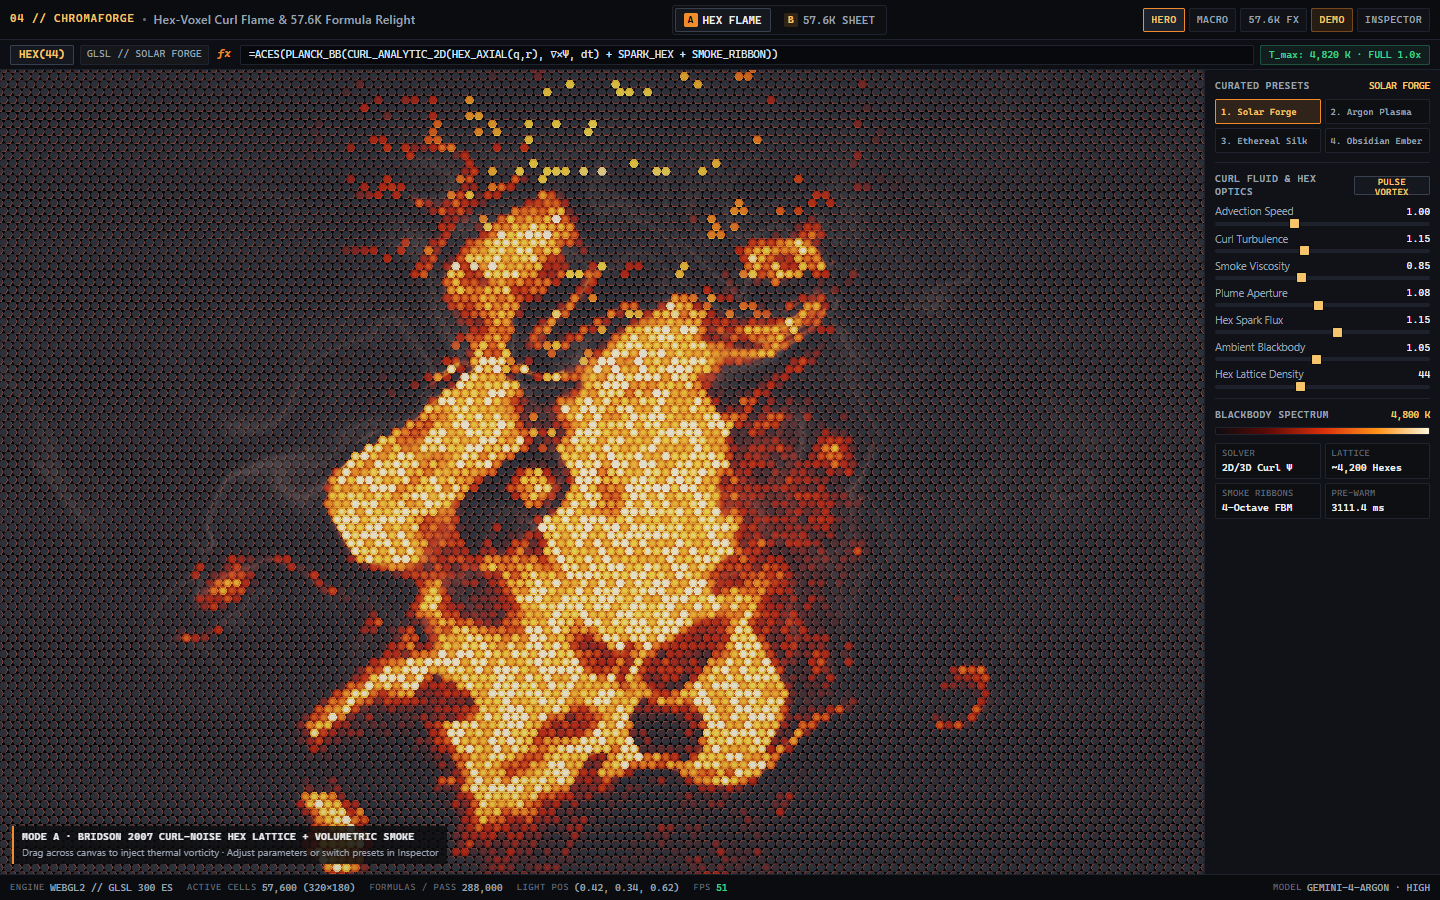 04 // CHROMAFORGE • Hex-Voxel Curl Flame & 57.6K Formula Relight
A HEX FLAME B 57.6K SHEET
HERO MACRO 57.6K FX DEMO INSPECTOR
HEX(44) GLSL // SOLAR FORGE fx =ACES(PLANCK_BB(CURL_ANALYTIC_2D(HEX_AXIAL(q,r), ∇×Ψ, dt) + SPARK_HEX + SMOKE_RIBBON))
T_max: 4,820 K · FULL 1.0x
CURATED PRESETS SOLAR FORGE
1. Solar Forge 2. Argon Plasma
3. Ethereal Silk 4. Obsidian Ember
CURL FLUID & HEX OPTICS
PULSE VORTEX
Advection Speed 1.00
Curl Turbulence 1.15
Smoke Viscosity 0.85
Plume Aperture 1.08
Hex Spark Flux 1.15
Ambient Blackbody 1.05
Hex Lattice Density 44
BLACKBODY SPECTRUM 4,800 K
SOLVER LATTICE
2D/3D Curl Ψ ~4,200 Hexes
SMOKE RIBBONS PRE-WARM
4-Octave FBM 3111.4 ms
MODE A · BRIDSON 2007 CURL-NOISE HEX LATTICE + VOLUMETRIC SMOKE
Drag across canvas to inject thermal vorticity · Adjust parameters or switch presets in Inspector
ENGINE WEBGL2 // GLSL 300 ES ACTIVE CELLS 57,600 (320×180) FORMULAS / PASS 288,000 LIGHT POS (0.42, 0.34, 0.62) FPS 51
MODEL GEMINI-4-ARGON · HIGH